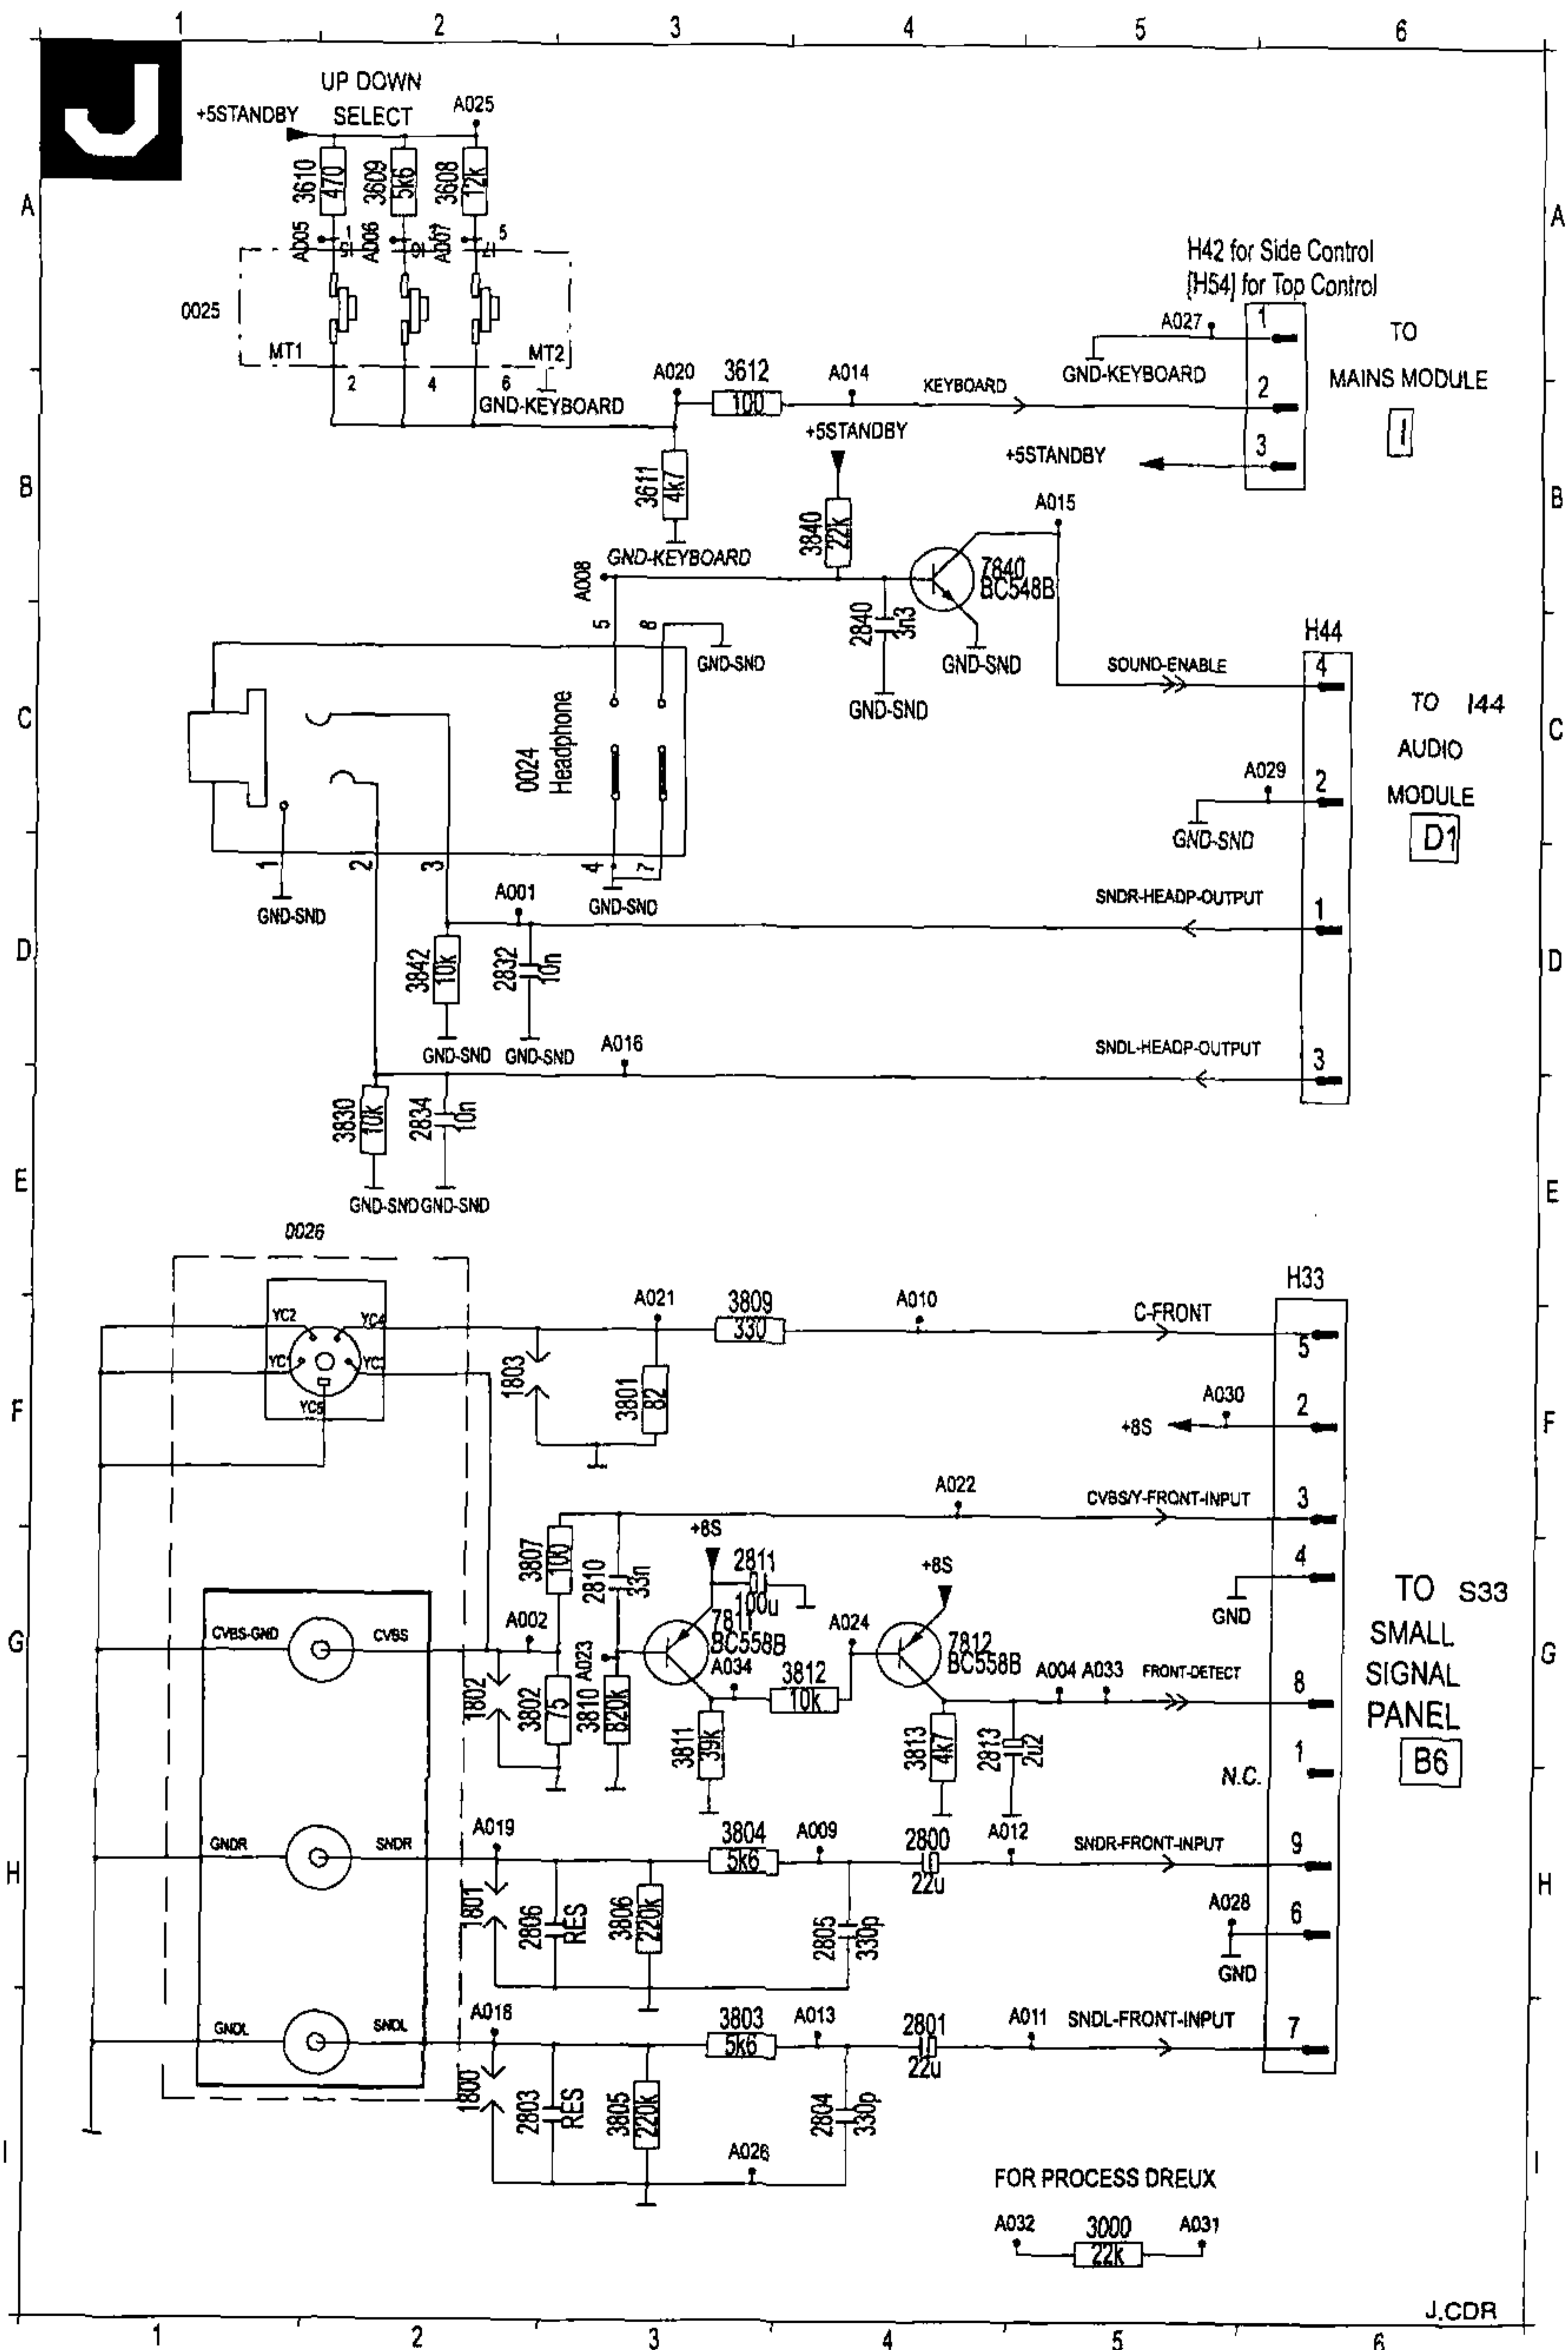 1 2 3 4 5 6
J
UP DOWN
+5STANDBY SELECT A025
3610 470 3609 5k6 3608 12k
A
A
A005 1 15 A006 16 A007 5 17
H42 for Side Control
[H54] for Top Control
0025
A027 1 TO
MT1 MT2
GND-KEYBOARD
2 4 6
GND-KEYBOARD
A020 3612 100 A014 KEYBOARD 2 MAINS MODULE
+5STANDBY
I
+5STANDBY 3
3611 4k7
B
B
A015
3840 22k
GND-KEYBOARD
7840
BC548B
A008
5 8
2840 3n3
GND-SND
GND-SND
H44
SOUND-ENABLE 4
GND-SND
C
C
TO I44
AUDIO
MODULE
D1
0024
Headphone
A029 2
GND-SND
1 2 3 4 7
GND-SND
A001
GND-SND
SNDR-HEADP-OUTPUT 1
D
D
3842 10k 2832 10n
GND-SND GND-SND A016
SNDL-HEADP-OUTPUT 3
3830 10k 2834 10n
E
E
GND-SND GND-SND
0026
H33
YC2 YC4
A021 3809 330 A010 C-FRONT 5
YC1
1803 3801 82
YC5
F
F
A030 2
+8S
A022 CVBS/Y-FRONT-INPUT 3
3807 100 2810 33n
+8S
2811
100u
+8S
4
GND
TO S33
SMALL
SIGNAL
PANEL
B6
G
G
CVBS-GND CVBS
A002
7811
BC558B
A024
7812
BC558B
A023
A034
3812 10k
A004 A033 FRONT-DETECT 8
1802 3802 75 3810 820k 3811 39k 3813 4k7 2813 2u2
N.C. 1
GNDR SNDR
A019 3804 5k6 A009 2800 22u A012 SNDR-FRONT-INPUT 9
H
H
1801 2806 RES 3806 220k 2805 330p
A028 6
GND
GNDL SNDL
A018 3803 5k6 A013 2801 22u A011 SNDL-FRONT-INPUT 7
1800 2803 RES 3805 220k 2804 330p
I
I
A026
FOR PROCESS DREUX
A032 3000 22k A031
J.CDR
1 2 3 4 5 6